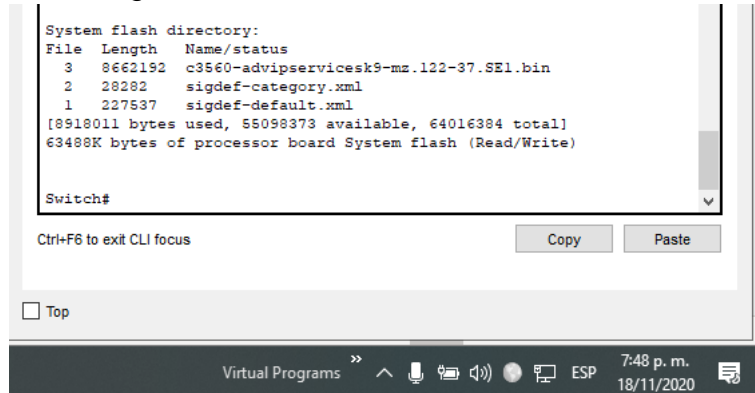 System flash directory:
File Length Name/status
3 8662192 c3560-advipservicesk9-mz.122-37.SE1.bin
2 28282 sigdef-category.xml
1 227537 sigdef-default.xml
[8918011 bytes used, 55098373 available, 64016384 total]
63488K bytes of processor board System flash (Read/Write)
Switch#
Ctrl+F6 to exit CLI focus
Copy
Paste
Top
Virtual Programs »
ESP
7:48 p. m.
18/11/2020